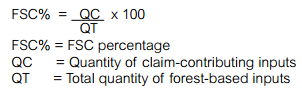 FSC% = QC x 100
QT
FSC% = FSC percentage
QC = Quantity of claim-contributing inputs
QT = Total quantity of forest-based inputs